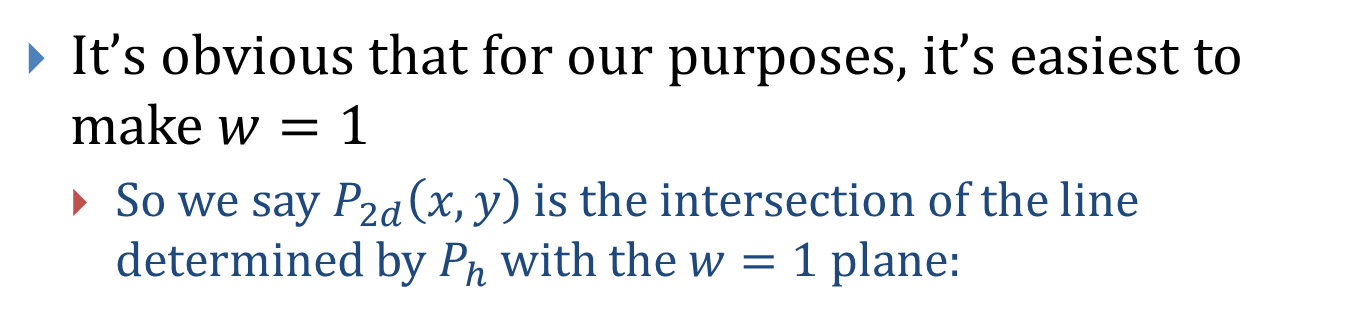 It’s obvious that for our purposes, it’s easiest to
make w = 1
So we say P₂d(x, y) is the intersection of the line
determined by Pₕ with the w = 1 plane: